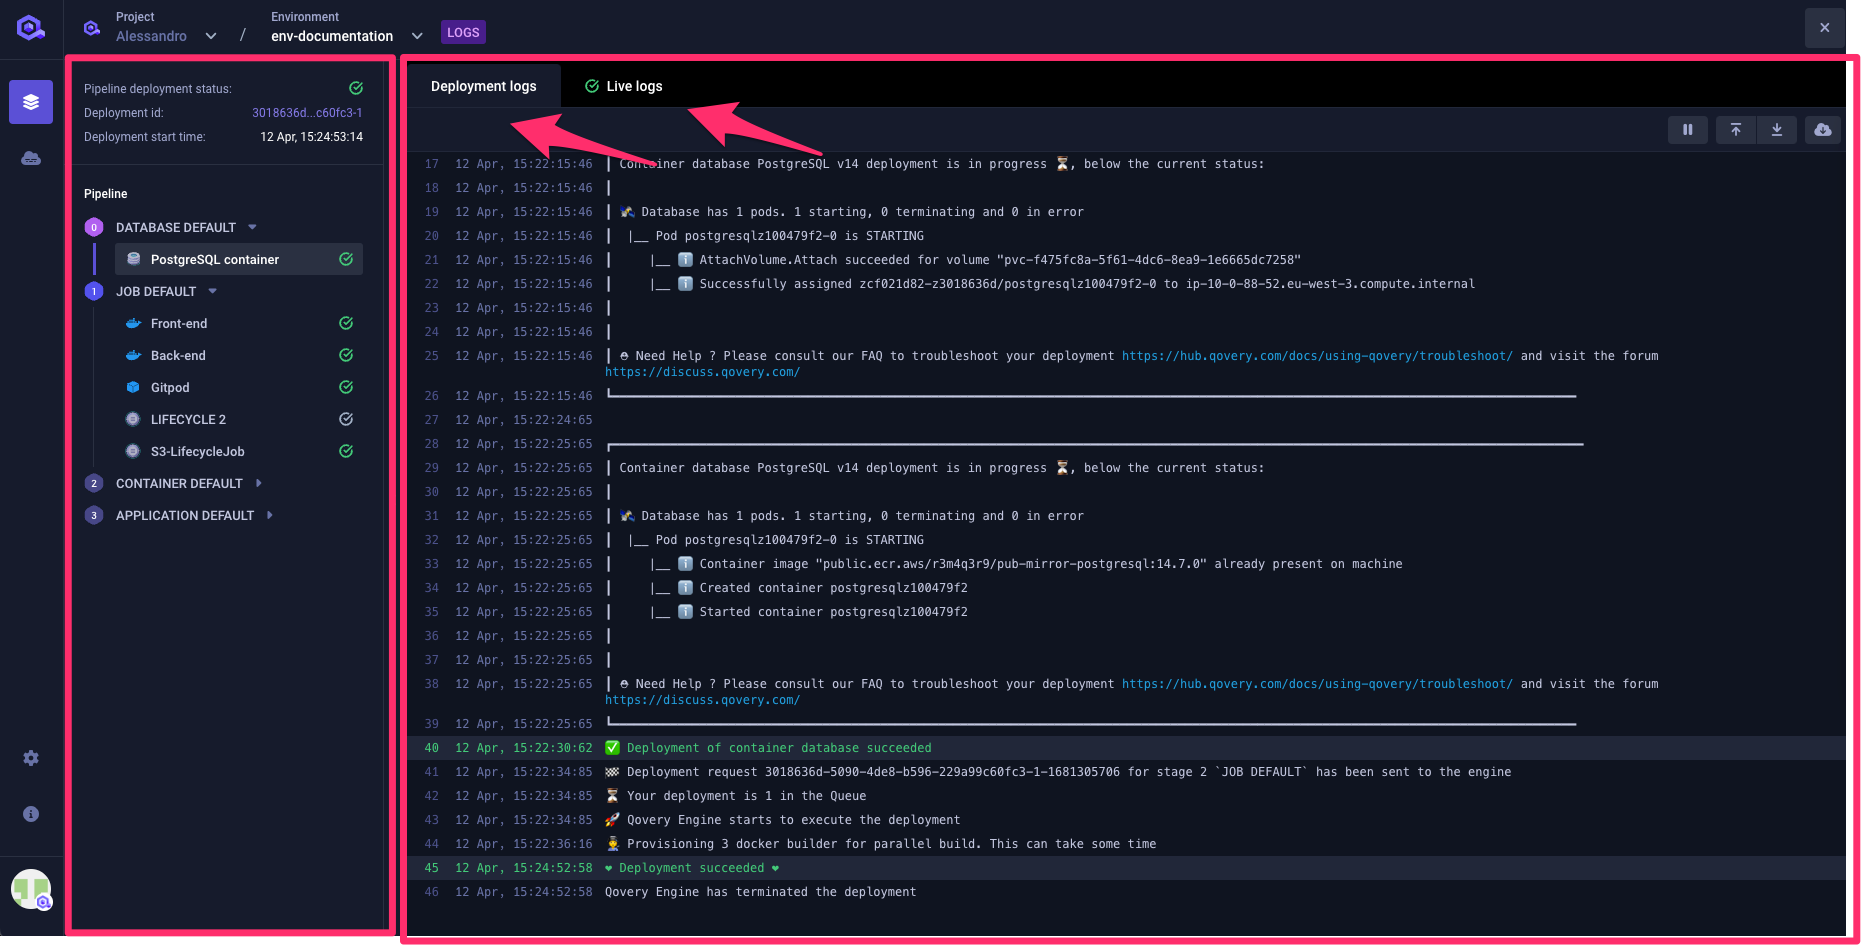 Project
Alessandro
/
Environment
env-documentation
LOGS
Pipeline deployment status:
Deployment id: 3018636d...c60fc3-1
Deployment start time: 12 Apr, 15:24:53:14
Pipeline
0 DATABASE DEFAULT
PostgreSQL container
1 JOB DEFAULT
Front-end
Back-end
Gitpod
LIFECYCLE 2
S3-LifecycleJob
2 CONTAINER DEFAULT
3 APPLICATION DEFAULT
Deployment logs
Live logs
17 12 Apr, 15:22:15:46 ┃ Container database PostgreSQL v14 deployment is in progress ⏳, below the current status:
18 12 Apr, 15:22:15:46 ┃
19 12 Apr, 15:22:15:46 ┃ 🛰 Database has 1 pods. 1 starting, 0 terminating and 0 in error
20 12 Apr, 15:22:15:46 ┃ |__ Pod postgresqlz100479f2-0 is STARTING
21 12 Apr, 15:22:15:46 ┃ |__ ℹ️ AttachVolume.Attach succeeded for volume "pvc-f475fc8a-5f61-4dc6-8ea9-1e6665dc7258"
22 12 Apr, 15:22:15:46 ┃ |__ ℹ️ Successfully assigned zcf021d82-z3018636d/postgresqlz100479f2-0 to ip-10-0-88-52.eu-west-3.compute.internal
23 12 Apr, 15:22:15:46 ┃
24 12 Apr, 15:22:15:46 ┃
25 12 Apr, 15:22:15:46 ┃ ⛑ Need Help ? Please consult our FAQ to troubleshoot your deployment https://hub.qovery.com/docs/using-qovery/troubleshoot/ and visit the forum
https://discuss.qovery.com/
26 12 Apr, 15:22:15:46
27 12 Apr, 15:22:24:65
28 12 Apr, 15:22:25:65
29 12 Apr, 15:22:25:65 ┃ Container database PostgreSQL v14 deployment is in progress ⏳, below the current status:
30 12 Apr, 15:22:25:65 ┃
31 12 Apr, 15:22:25:65 ┃ 🛰 Database has 1 pods. 1 starting, 0 terminating and 0 in error
32 12 Apr, 15:22:25:65 ┃ |__ Pod postgresqlz100479f2-0 is STARTING
33 12 Apr, 15:22:25:65 ┃ |__ ℹ️ Container image "public.ecr.aws/r3m4q3r9/pub-mirror-postgresql:14.7.0" already present on machine
34 12 Apr, 15:22:25:65 ┃ |__ ℹ️ Created container postgresqlz100479f2
35 12 Apr, 15:22:25:65 ┃ |__ ℹ️ Started container postgresqlz100479f2
36 12 Apr, 15:22:25:65 ┃
37 12 Apr, 15:22:25:65 ┃
38 12 Apr, 15:22:25:65 ┃ ⛑ Need Help ? Please consult our FAQ to troubleshoot your deployment https://hub.qovery.com/docs/using-qovery/troubleshoot/ and visit the forum
https://discuss.qovery.com/
39 12 Apr, 15:22:25:65
40 12 Apr, 15:22:30:62 ✅ Deployment of container database succeeded
41 12 Apr, 15:22:34:85 🏁 Deployment request 3018636d-5090-4de8-b596-229a99c60fc3-1-1681305706 for stage 2 `JOB DEFAULT` has been sent to the engine
42 12 Apr, 15:22:34:85 ⏳ Your deployment is 1 in the Queue
43 12 Apr, 15:22:34:85 🚀 Qovery Engine starts to execute the deployment
44 12 Apr, 15:22:36:16 🧑‍🏭 Provisioning 3 docker builder for parallel build. This can take some time
45 12 Apr, 15:24:52:58 ❤ Deployment succeeded ❤
46 12 Apr, 15:24:52:58 Qovery Engine has terminated the deployment